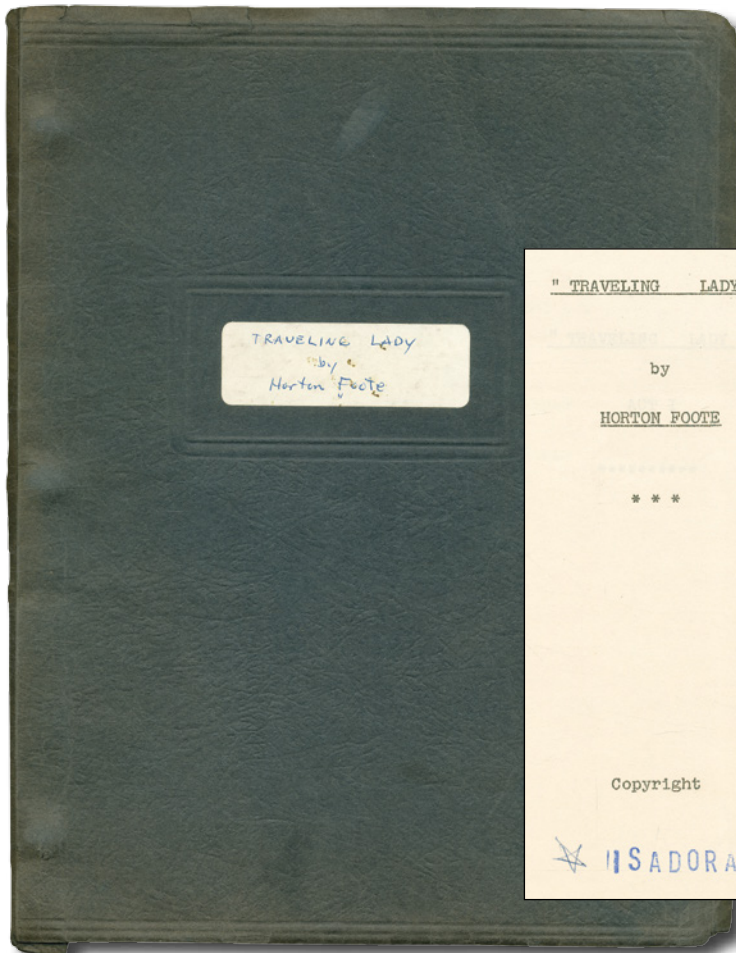 TRAVELING LADY
by
Horton Foote
" TRAVELING LADY
by
HORTON FOOTE
* * *
Copyright
ISADORA